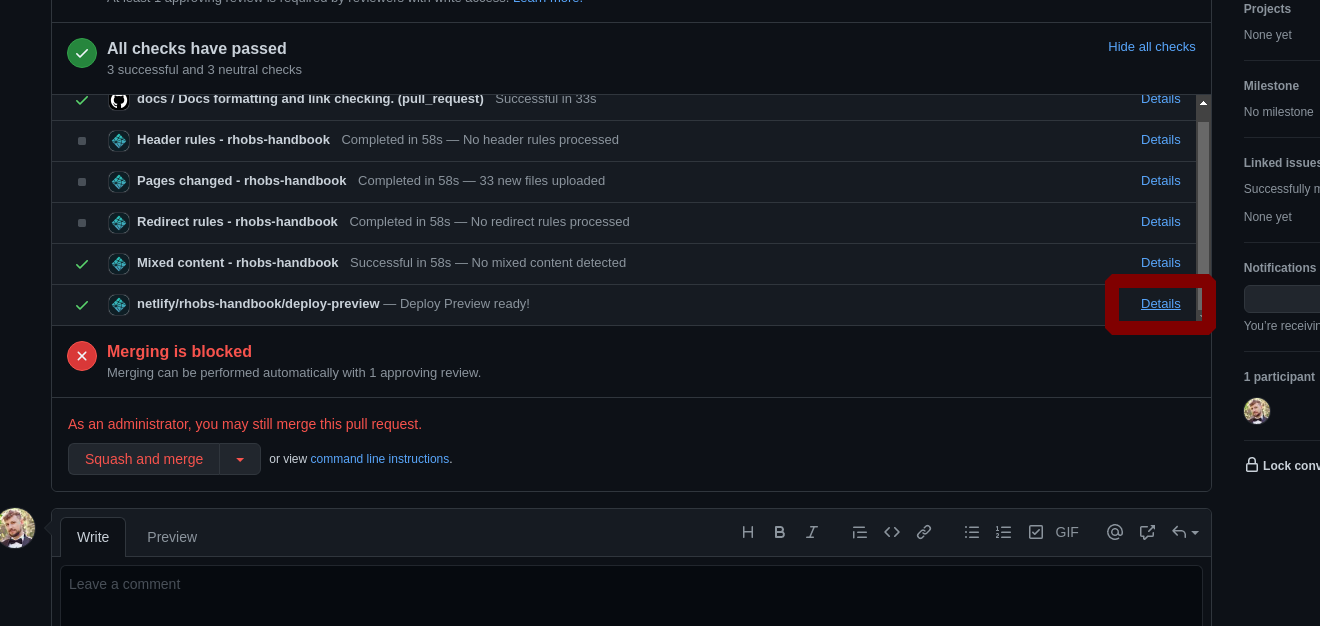 At least 1 approving review is required by reviewers with write access. Learn more.
All checks have passed
Hide all checks
3 successful and 3 neutral checks
docs / Docs formatting and link checking. (pull_request) Successful in 33s Details
Header rules - rhobs-handbook Completed in 58s — No header rules processed Details
Pages changed - rhobs-handbook Completed in 58s — 33 new files uploaded Details
Redirect rules - rhobs-handbook Completed in 58s — No redirect rules processed Details
Mixed content - rhobs-handbook Successful in 58s — No mixed content detected Details
netlify/rhobs-handbook/deploy-preview — Deploy Preview ready! Details
Merging is blocked
Merging can be performed automatically with 1 approving review.
As an administrator, you may still merge this pull request.
Squash and merge or view command line instructions.
Write Preview GIF
Leave a comment
Projects
None yet
Milestone
No milestone
Linked issues
Successfully m
None yet
Notifications
You're receivin
1 participant
Lock conv